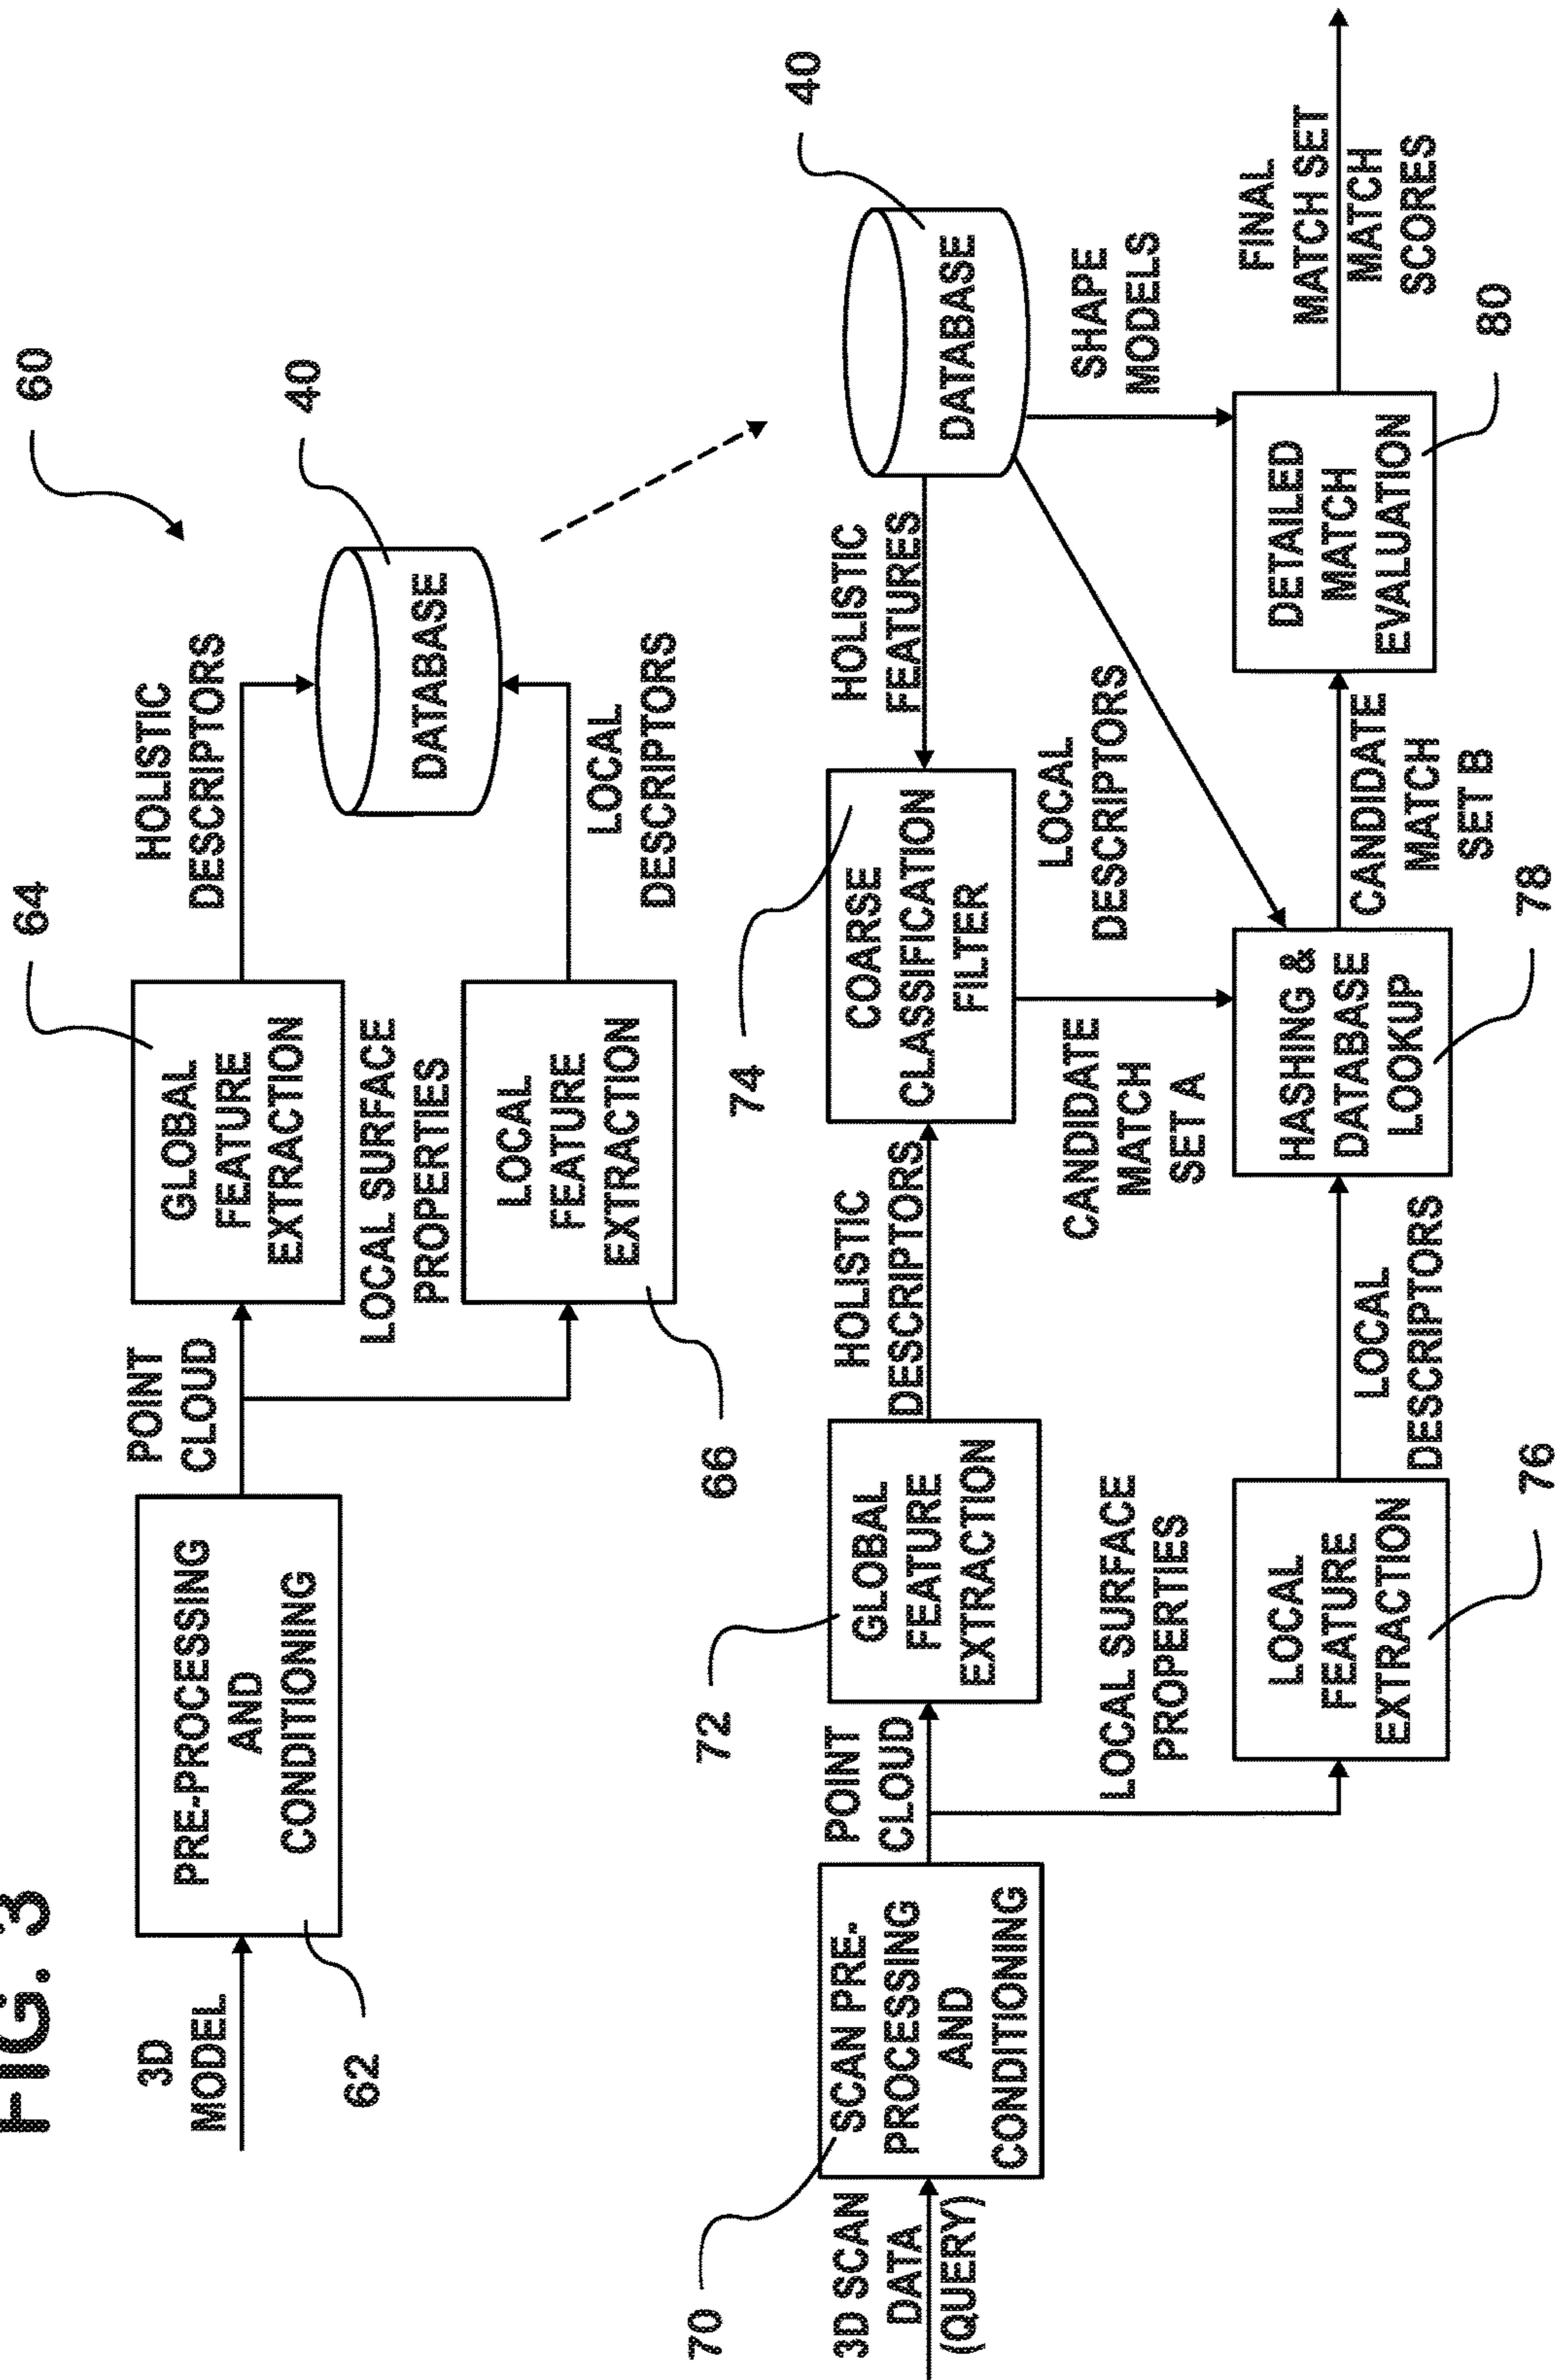 FIG. 3
60
3D
MODEL
62
PRE-PROCESSING
AND
CONDITIONING
POINT
CLOUD
64
GLOBAL
FEATURE
EXTRACTION
LOCAL SURFACE
PROPERTIES
66
LOCAL
FEATURE
EXTRACTION
HOLISTIC
DESCRIPTORS
LOCAL
DESCRIPTORS
DATABASE
40
70
3D SCAN
DATA
(QUERY)
SCAN PRE-
PROCESSING
AND
CONDITIONING
POINT
CLOUD
72
GLOBAL
FEATURE
EXTRACTION
HOLISTIC
DESCRIPTORS
74
COARSE
CLASSIFICATION
FILTER
HOLISTIC
FEATURES
DATABASE
40
LOCAL SURFACE
PROPERTIES
LOCAL
FEATURE
EXTRACTION
76
LOCAL
DESCRIPTORS
CANDIDATE
MATCH
SET A
LOCAL
DESCRIPTORS
HASHING &
DATABASE
LOOKUP
78
CANDIDATE
MATCH
SET B
SHAPE
MODELS
DETAILED
MATCH
EVALUATION
80
FINAL
MATCH SET
MATCH
SCORES